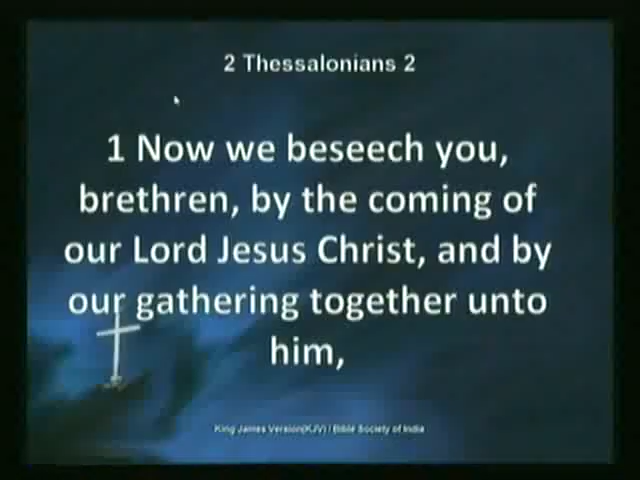 2 Thessalonians 2
1 Now we beseech you,
brethren, by the coming of
our Lord Jesus Christ, and by
our gathering together unto
him,
King James Version(KJV) / Bible Society of India